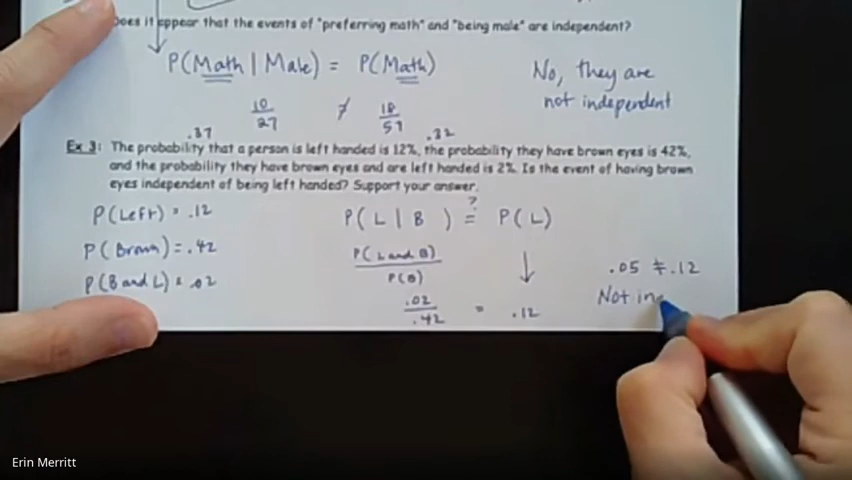 Does it appear that the events of "preferring math" and "being male" are independent?
P(Math | Male) = P(Math)
No, they are
not independent
10/27 ≠ 18/57
.37 .32
Ex 3: The probability that a person is left handed is 12%, the probability they have brown eyes is 42%,
and the probability they have brown eyes and are left handed is 2%. Is the event of having brown
eyes independent of being left handed? Support your answer.
P(Left) = .12
P(Brown) = .42
P(B and L) = .02
P(L | B) ?= P(L)
P(L and B)/P(B)
.02/.42 = .12
.05 ≠ .12
Not in
Erin Merritt